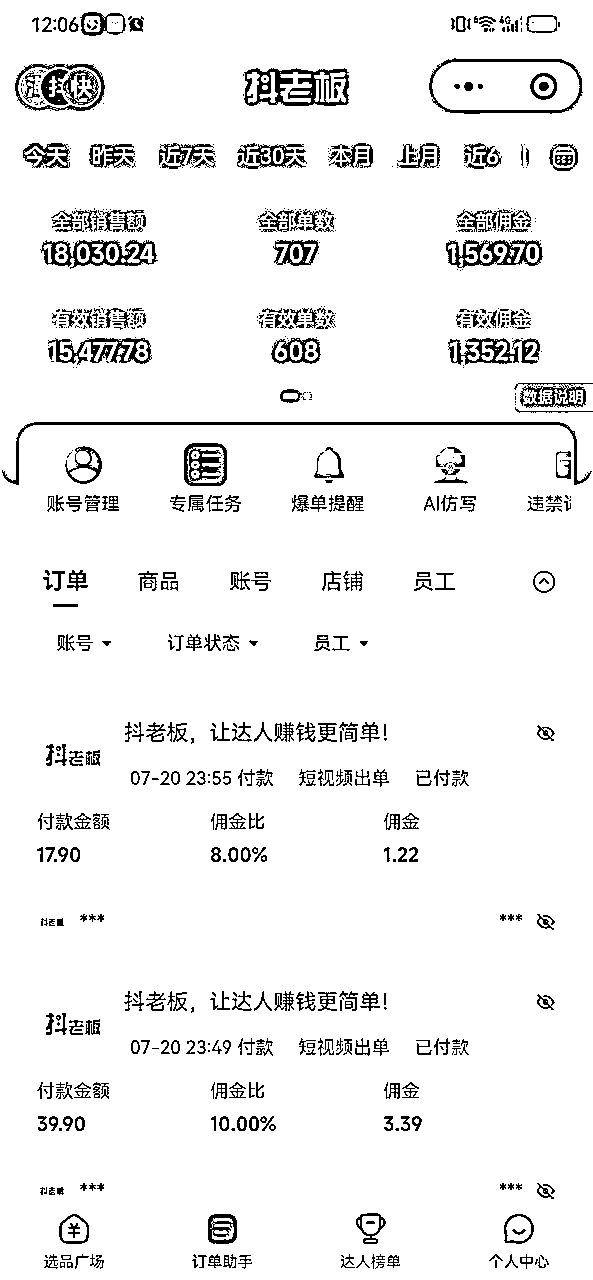 12:06
抖 快 抖老板
今天 昨天 近7天 近30天 本月 上月 近6
全部销售额 全部单数 全部佣金
18,030.24 707 1,569.70
有效销售额 有效单数 有效佣金
15,477.78 608 1,352.12
数据说明
账号管理 专属任务 爆单提醒 AI仿写 违禁
订单 商品 账号 店铺 员工
账号 订单状态 员工
抖老板，让达人赚钱更简单！
抖老板
07-20 23:55 付款 短视频出单 已付款
付款金额 佣金比 佣金
17.90 8.00% 1.22
抖老板 *** ***
抖老板，让达人赚钱更简单！
抖老板
07-20 23:49 付款 短视频出单 已付款
付款金额 佣金比 佣金
39.90 10.00% 3.39
抖老板 *** ***
选品广场 订单助手 达人榜单 个人中心